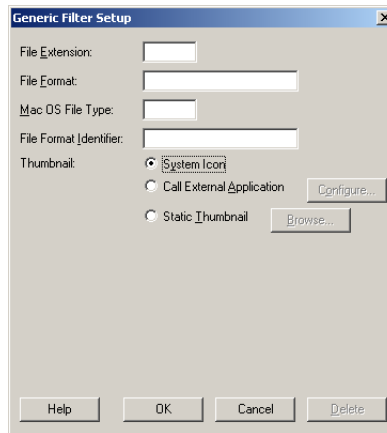 Generic Filter Setup
File Extension:
File Format:
Mac OS File Type:
File Format Identifier:
Thumbnail: System Icon
Call External Application Configure...
Static Thumbnail Browse...
Help OK Cancel Delete